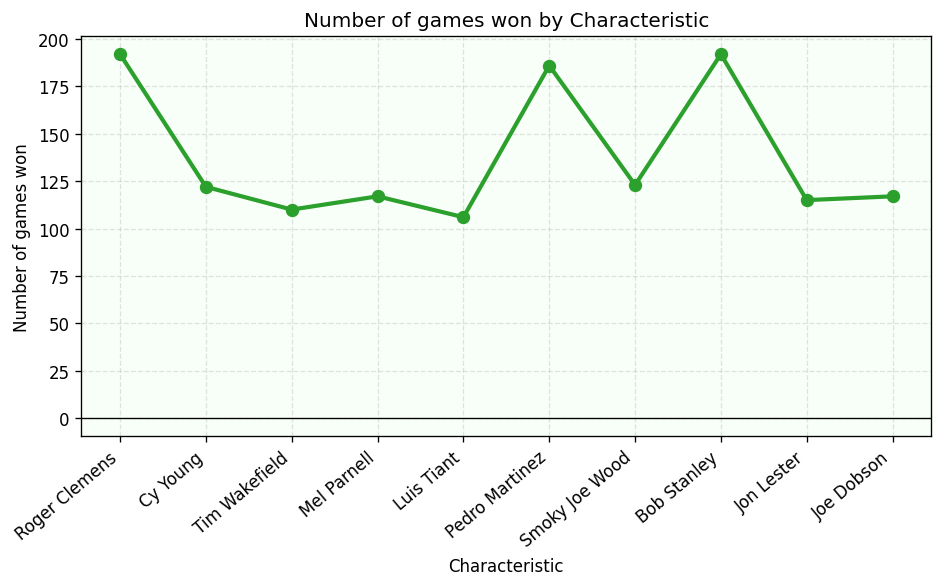 Number of games won by Characteristic
Number of games won
200
175
150
125
100
75
50
25
0
Roger Clemens
Cy Young
Tim Wakefield
Mel Parnell
Luis Tiant
Pedro Martinez
Smoky Joe Wood
Bob Stanley
Jon Lester
Joe Dobson
Characteristic